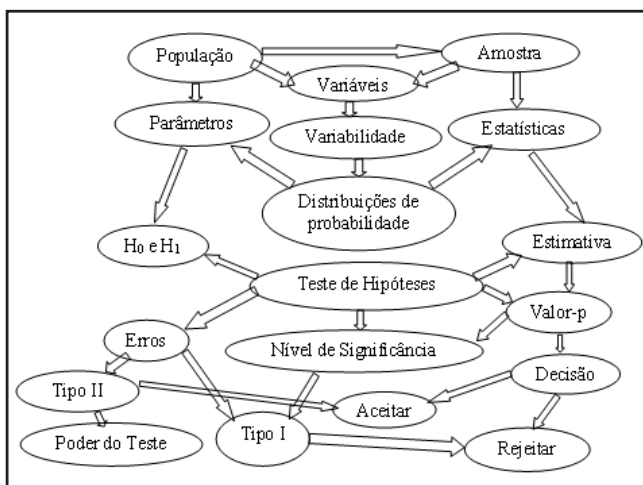 População
Amostra
Variáveis
Parâmetros
Variabilidade
Estatísticas
Distribuições de
probabilidade
H₀ e H₁
Estimativa
Teste de Hipóteses
Valor-p
Erros
Nível de Significância
Tipo II
Decisão
Aceitar
Poder do Teste
Tipo I
Rejeitar